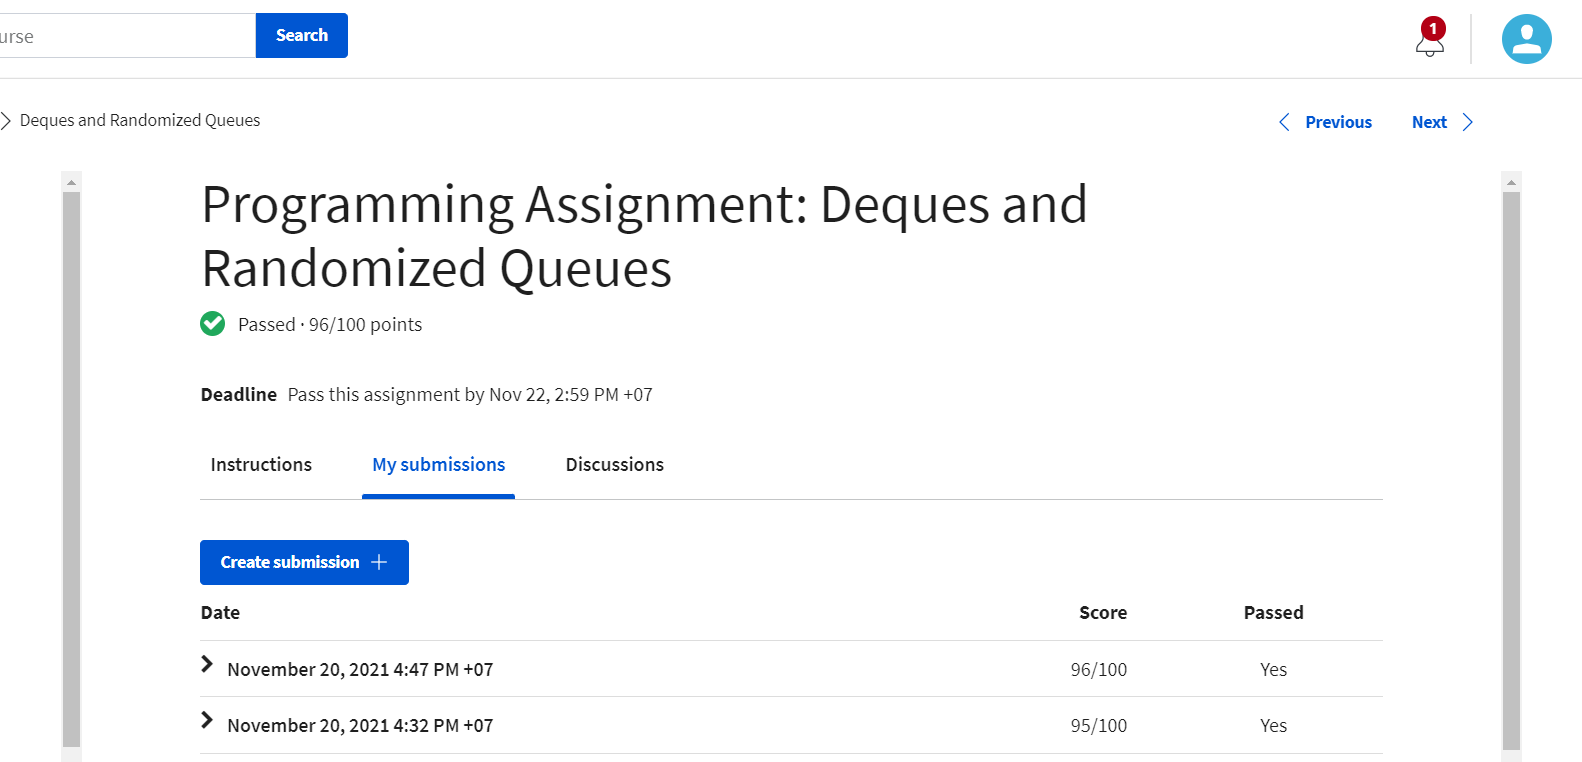 urse
Search
1
Deques and Randomized Queues
Previous
Next
Programming Assignment: Deques and
Randomized Queues
Passed · 96/100 points
Deadline Pass this assignment by Nov 22, 2:59 PM +07
Instructions My submissions Discussions
Create submission +
Date Score Passed
November 20, 2021 4:47 PM +07 96/100 Yes
November 20, 2021 4:32 PM +07 95/100 Yes